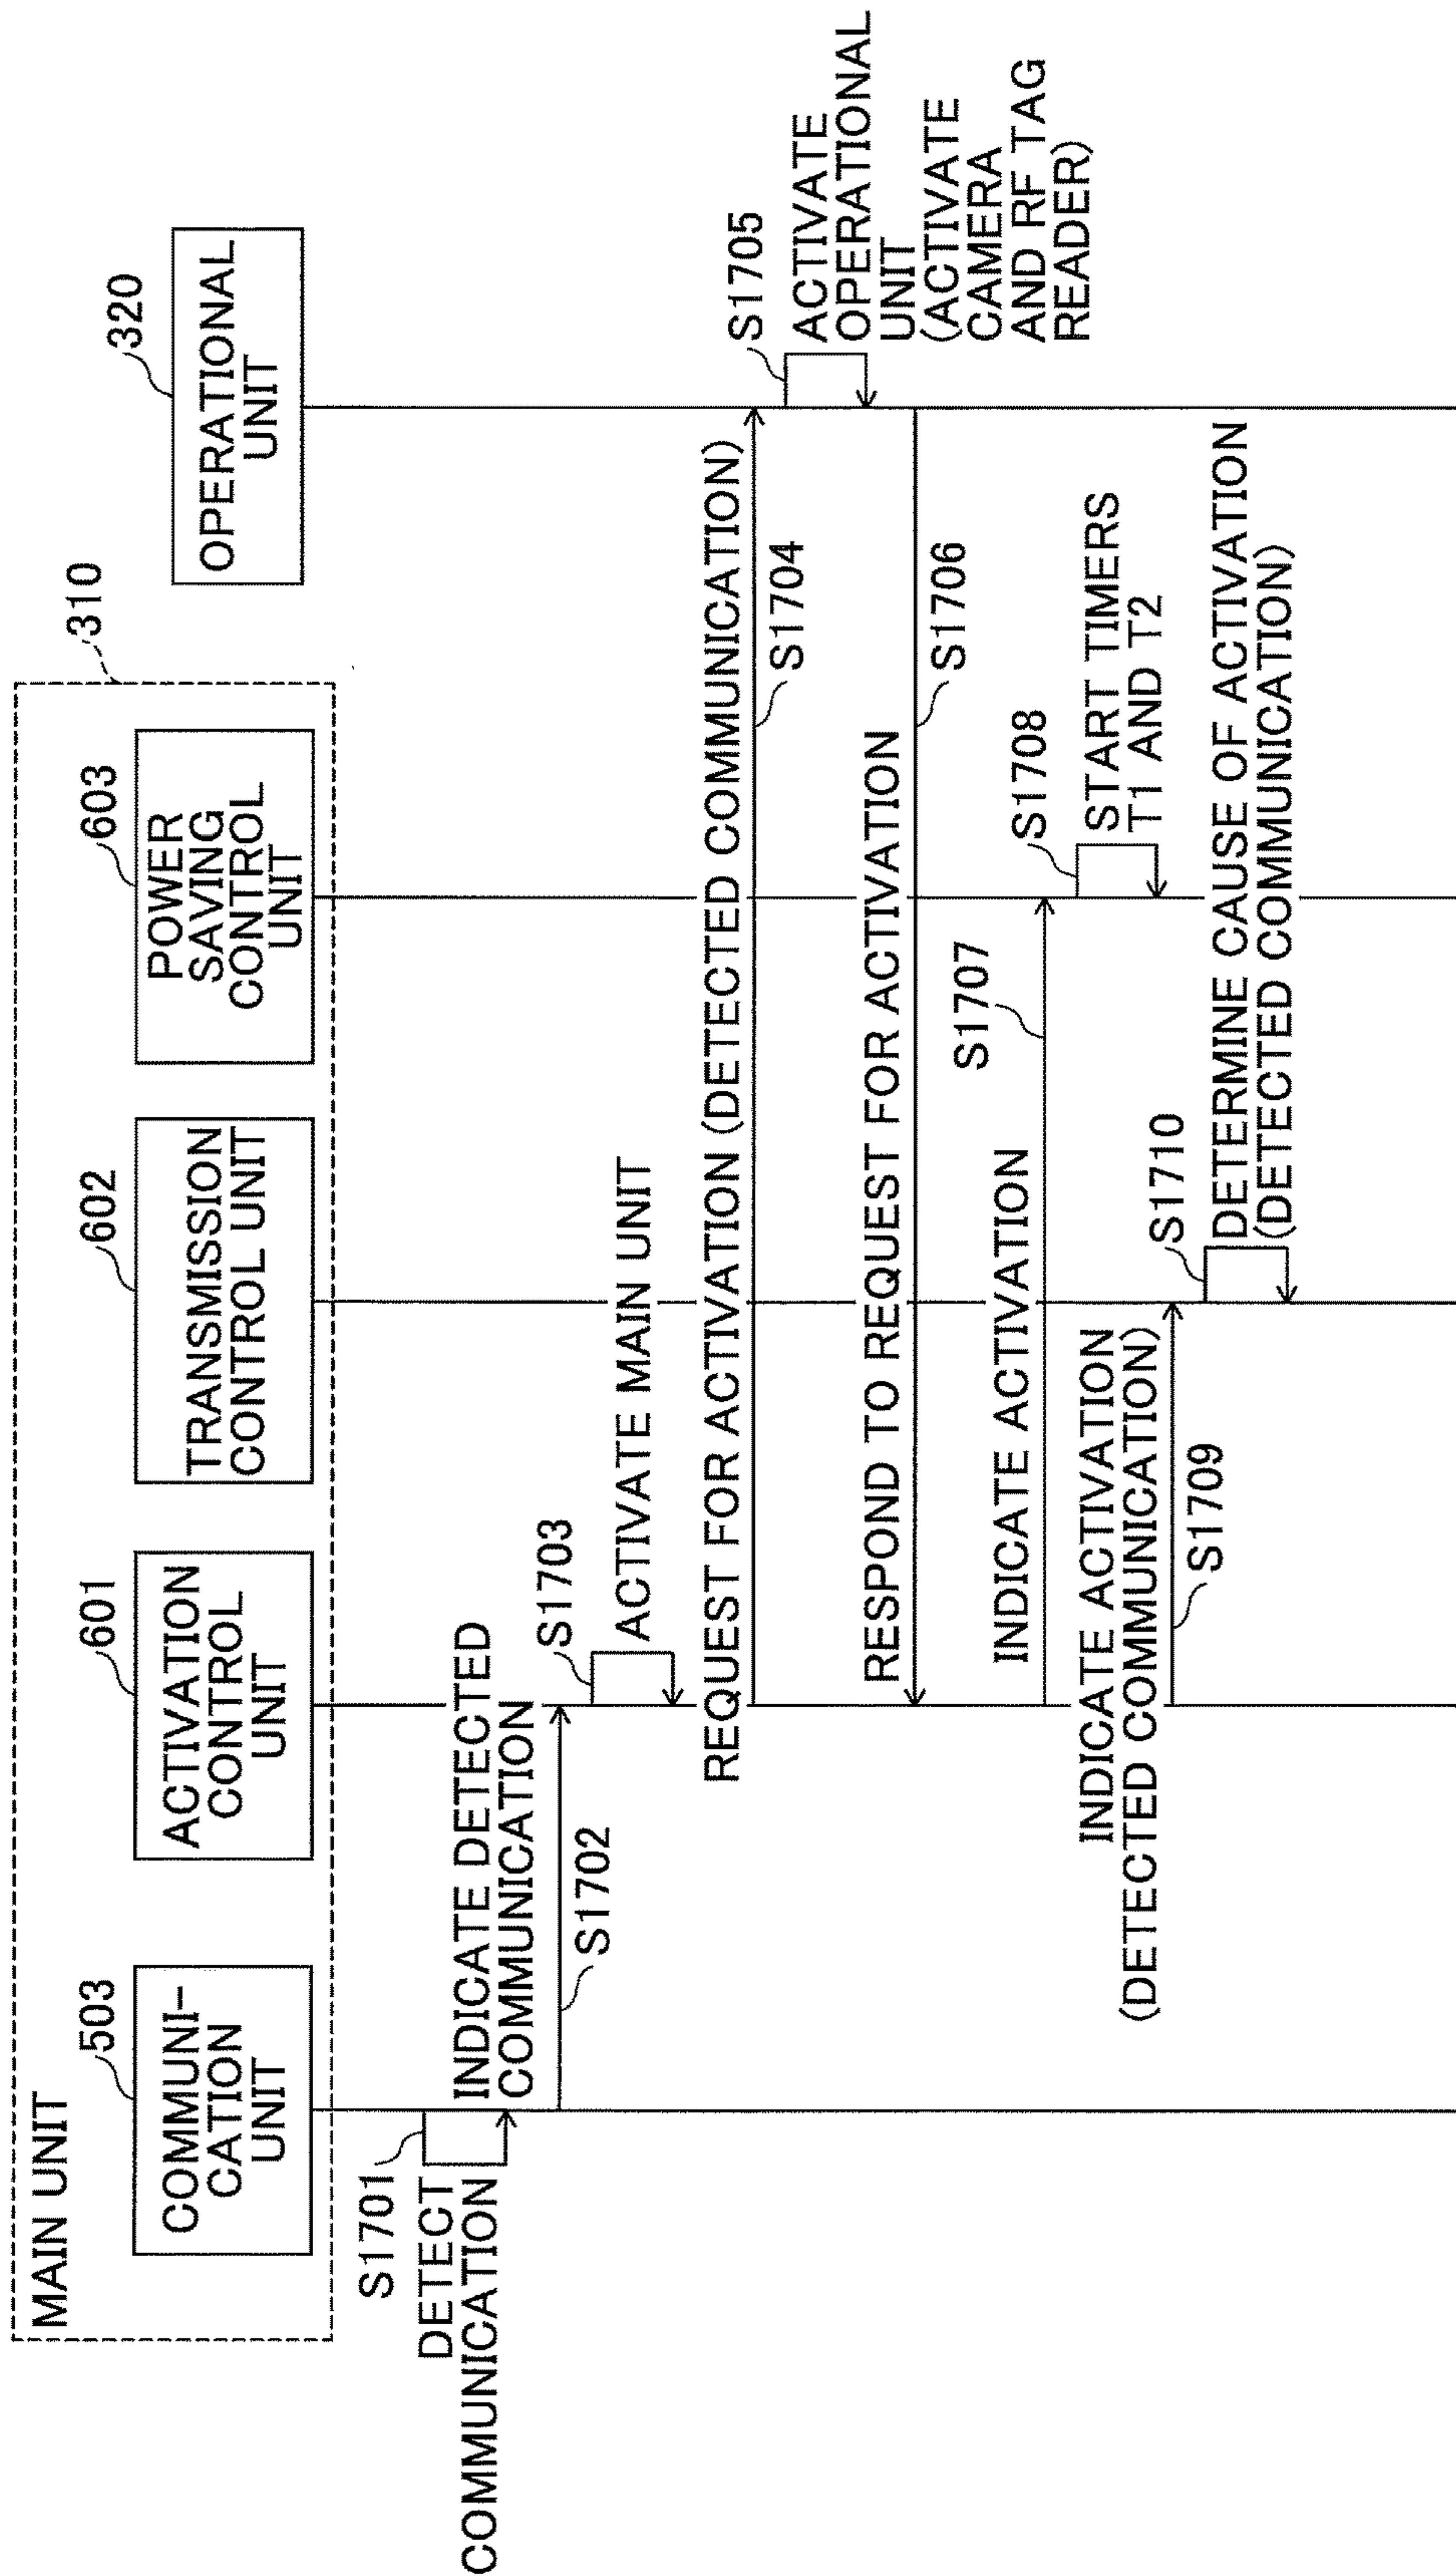 MAIN UNIT
310
503
COMMUNI-
CATION
UNIT
601
ACTIVATION
CONTROL
UNIT
602
TRANSMISSION
CONTROL UNIT
603
POWER
SAVING
CONTROL
UNIT
320
OPERATIONAL
UNIT
S1701
DETECT
COMMUNICATION
INDICATE DETECTED
COMMUNICATION
S1702
S1703
ACTIVATE MAIN UNIT
REQUEST FOR ACTIVATION (DETECTED COMMUNICATION)
S1704
S1705
ACTIVATE
OPERATIONAL
UNIT
(ACTIVATE
CAMERA
AND RF TAG
READER)
RESPOND TO REQUEST FOR ACTIVATION
S1706
INDICATE ACTIVATION
S1707
S1708
START TIMERS
T1 AND T2
INDICATE ACTIVATION
(DETECTED COMMUNICATION)
S1709
S1710
DETERMINE CAUSE OF ACTIVATION
(DETECTED COMMUNICATION)